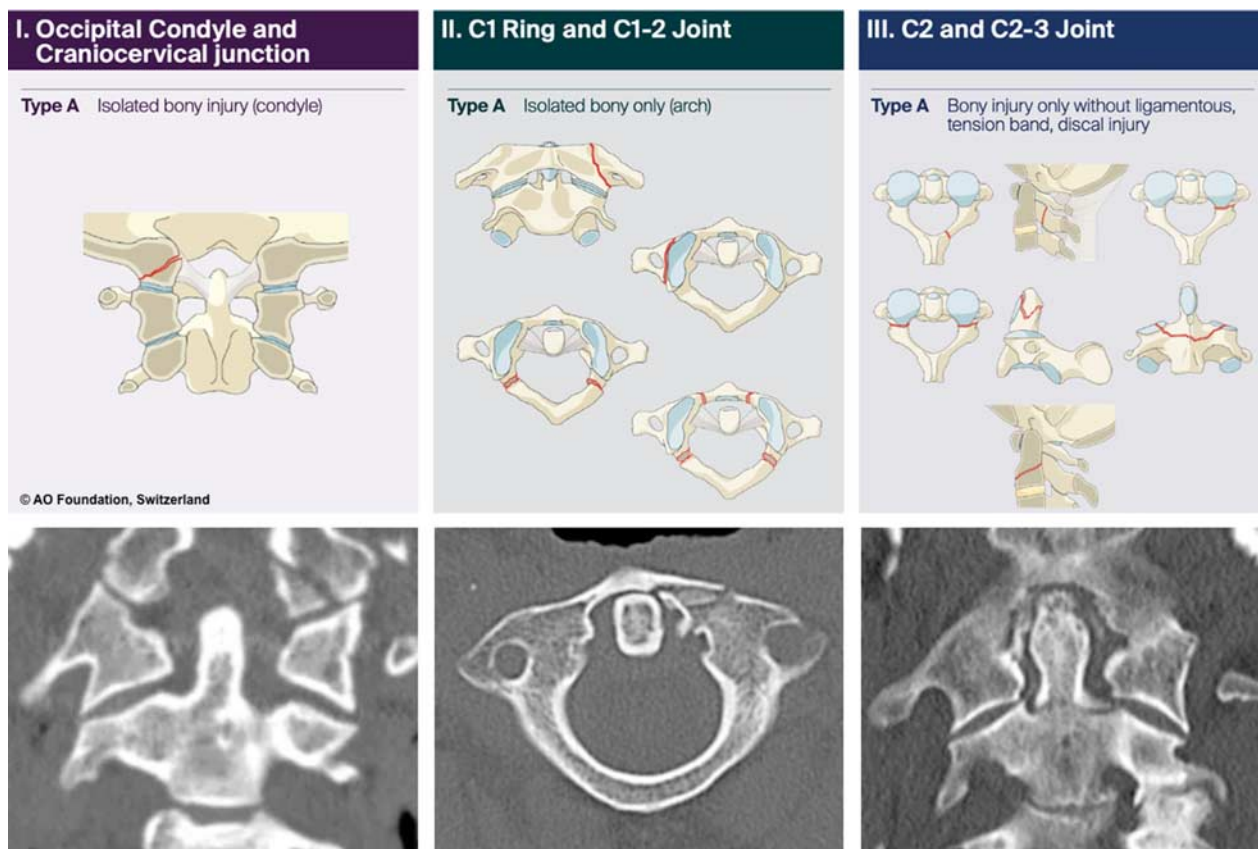 I. Occipital Condyle and
Craniocervical junction
Type A Isolated bony injury (condyle)
© AO Foundation, Switzerland
II. C1 Ring and C1-2 Joint
Type A Isolated bony only (arch)
III. C2 and C2-3 Joint
Type A Bony injury only without ligamentous,
tension band, discal injury